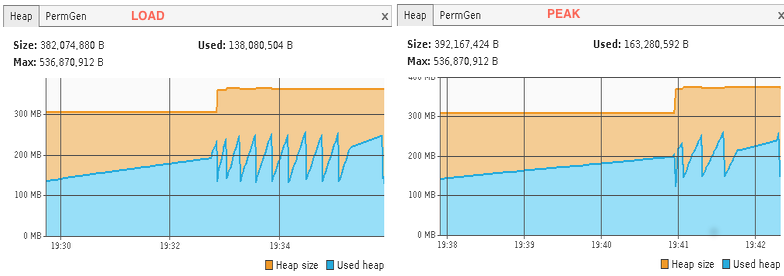 Heap PermGen LOAD x
Size: 382,074,880 B Used: 138,080,504 B
Max: 536,870,912 B
300 MB
200 MB
100 MB
0 MB
19:30 19:32 19:34
Heap size Used heap
Heap PermGen PEAK x
Size: 392,167,424 B Used: 163,280,592 B
Max: 536,870,912 B
400 MB
300 MB
200 MB
100 MB
0 MB
19:38 19:39 19:40 19:41 19:42
Heap size Used heap